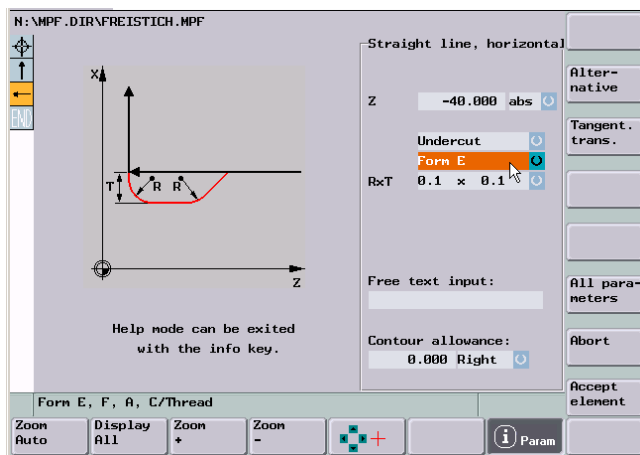 N:\MPF.DIR\FREISTICH.MPF
END
X
T
R R
Z
Help mode can be exited
with the info key.
Straight line, horizontal
Z -40.000 abs
Undercut
Form E
RxT 0.1 x 0.1
Free text input:
Contour allowance:
0.000 Right
Alter-
native
Tangent.
trans.
All para-
meters
Abort
Accept
element
Form E, F, A, C/Thread
Zoom
Auto
Display
All
Zoom
+
Zoom
-
i Param